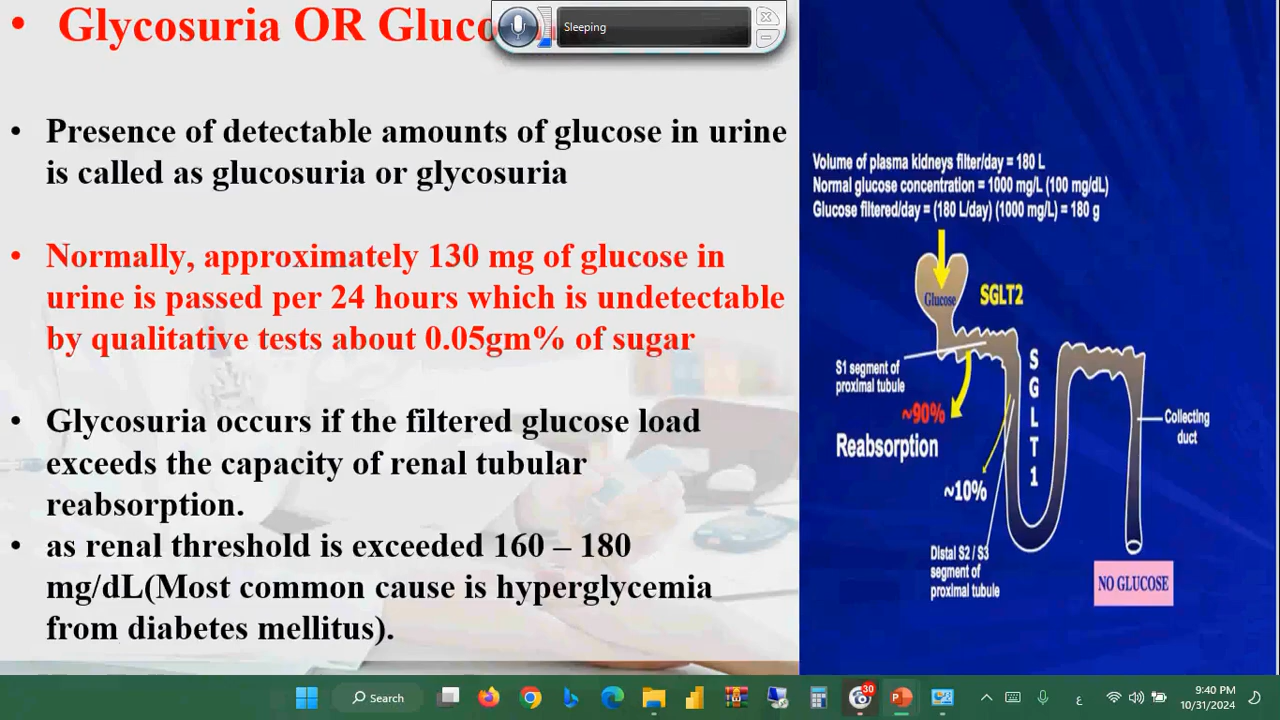 • Glycosuria OR
Sleeping
• Presence of detectable amounts of glucose in urine
is called as glucosuria or glycosuria
• Normally, approximately 130 mg of glucose in
urine is passed per 24 hours which is undetectable
by qualitative tests about 0.05gm% of sugar
• Glycosuria occurs if the filtered glucose load
exceeds the capacity of renal tubular
reabsorption.
• as renal threshold is exceeded 160 – 180
mg/dL(Most common cause is hyperglycemia
from diabetes mellitus).
Volume of plasma kidneys filter/day = 180 L
Normal glucose concentration = 1000 mg/L (100 mg/dL)
Glucose filtered/day = (180 L/day) (1000 mg/L) = 180 g
Glucose
SGLT2
S1 segment of
proximal tubule
~90%
Reabsorption
~10%
SGLT1
Distal S2 / S3
segment of
proximal tubule
Collecting
duct
NO GLUCOSE
Search
30
ع
9:40 PM
10/31/2024